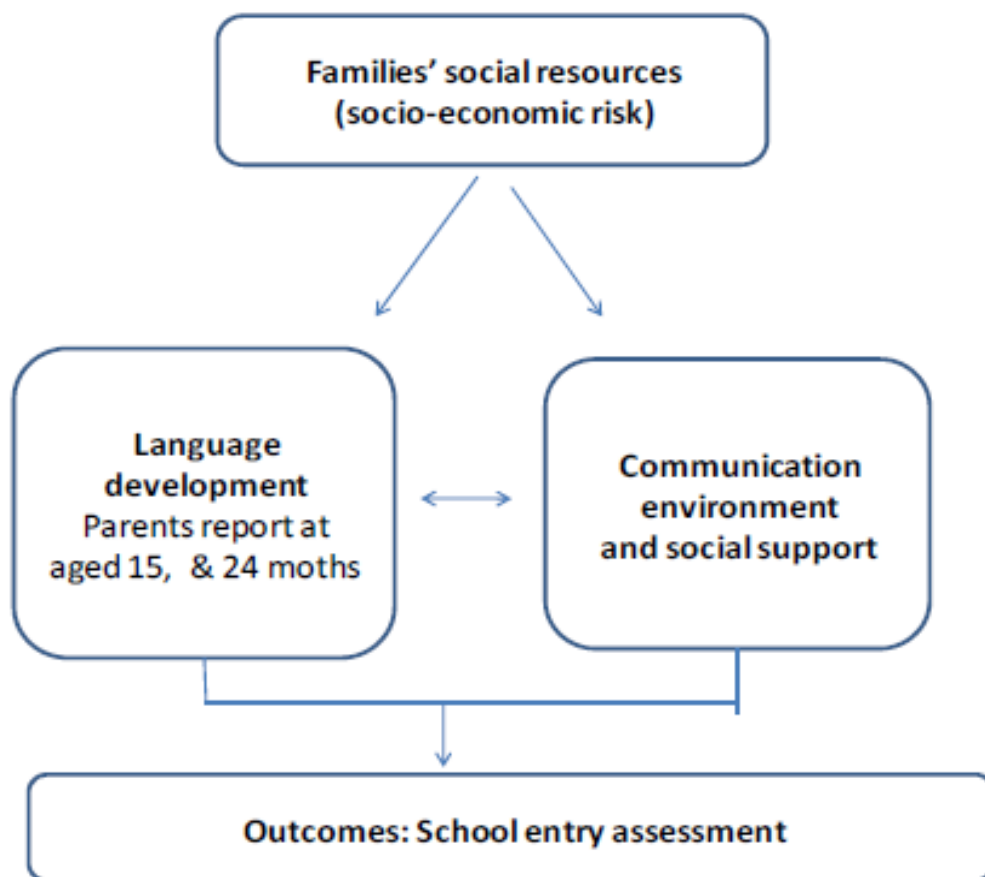 Families’ social resources
(socio-economic risk)
Language
development
Parents report at
aged 15,  & 24 moths
Communication
environment
and social support
Outcomes: School entry assessment